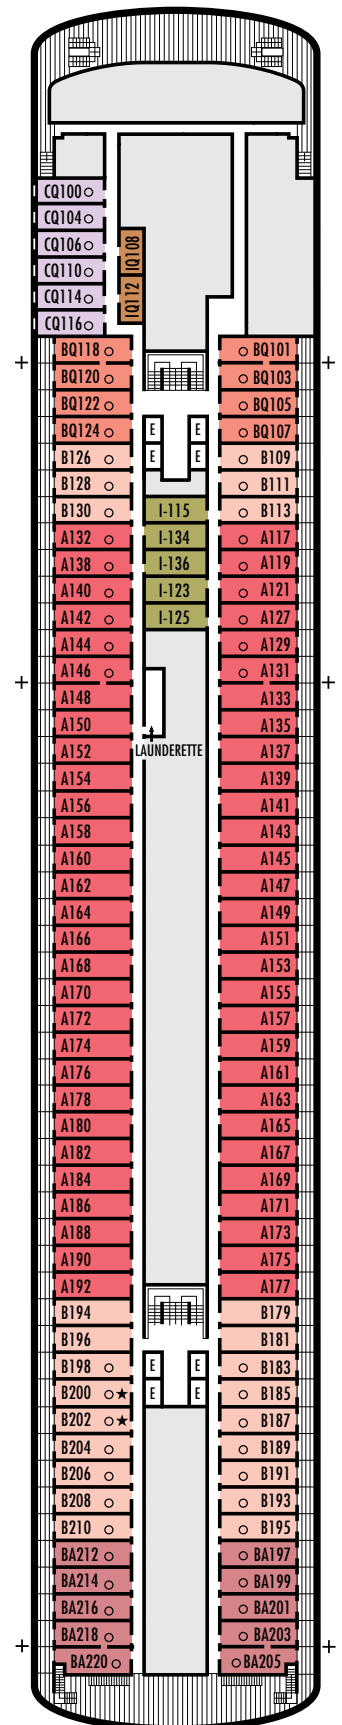 CQ100
CQ104
CQ106
IQ108
CQ110
CQ114
IQ112
CQ116
BQ118 BQ101
BQ120 BQ103
BQ122 BQ105
BQ124 E E BQ107
B126 E E B109
B128 B111
B130 I-115 B113
A132 I-134 A117
A138 I-136 A119
A140 I-123 A121
A142 I-125 A127
A144 A129
A146 A131
A148 A133
A150 A135
A152 LAUNDERETTE A137
A154 A139
A156 A141
A158 A143
A160 A145
A162 A147
A164 A149
A166 A151
A168 A153
A170 A155
A172 A157
A174 A159
A176 A161
A178 A163
A180 A165
A182 A167
A184 A169
A186 A171
A188 A173
A190 A175
A192 A177
B194 B179
B196 B181
B198 E E B183
B200 ★ E E B185
B202 ★ B187
B204 B189
B206 B191
B208 B193
B210 B195
BA212 BA197
BA214 BA199
BA216 BA201
BA218 BA203
BA220 BA205